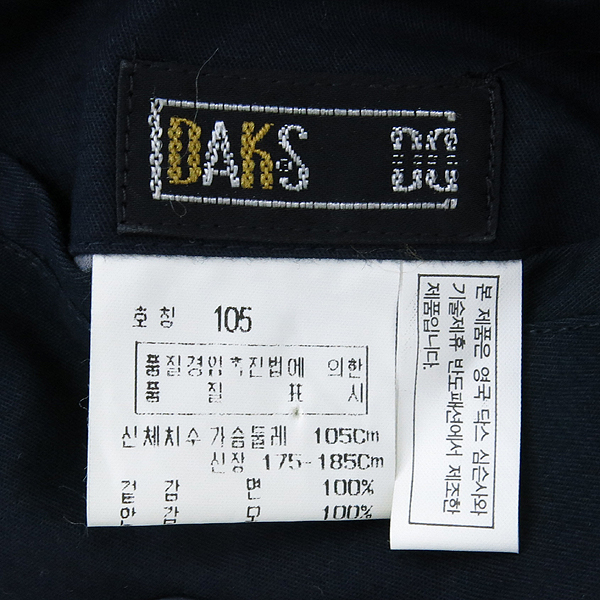 DAKS DG
호칭 105
품질경영촉진법에 의한
품 질 표 시
신체치수 가슴둘레 105Cm
신장 175-185Cm
겉 감 면 100%
안 감 모 100%
본 제품은 영국 닥스 심슨사와
기술제휴 반도패션에서 제조한
제품입니다.